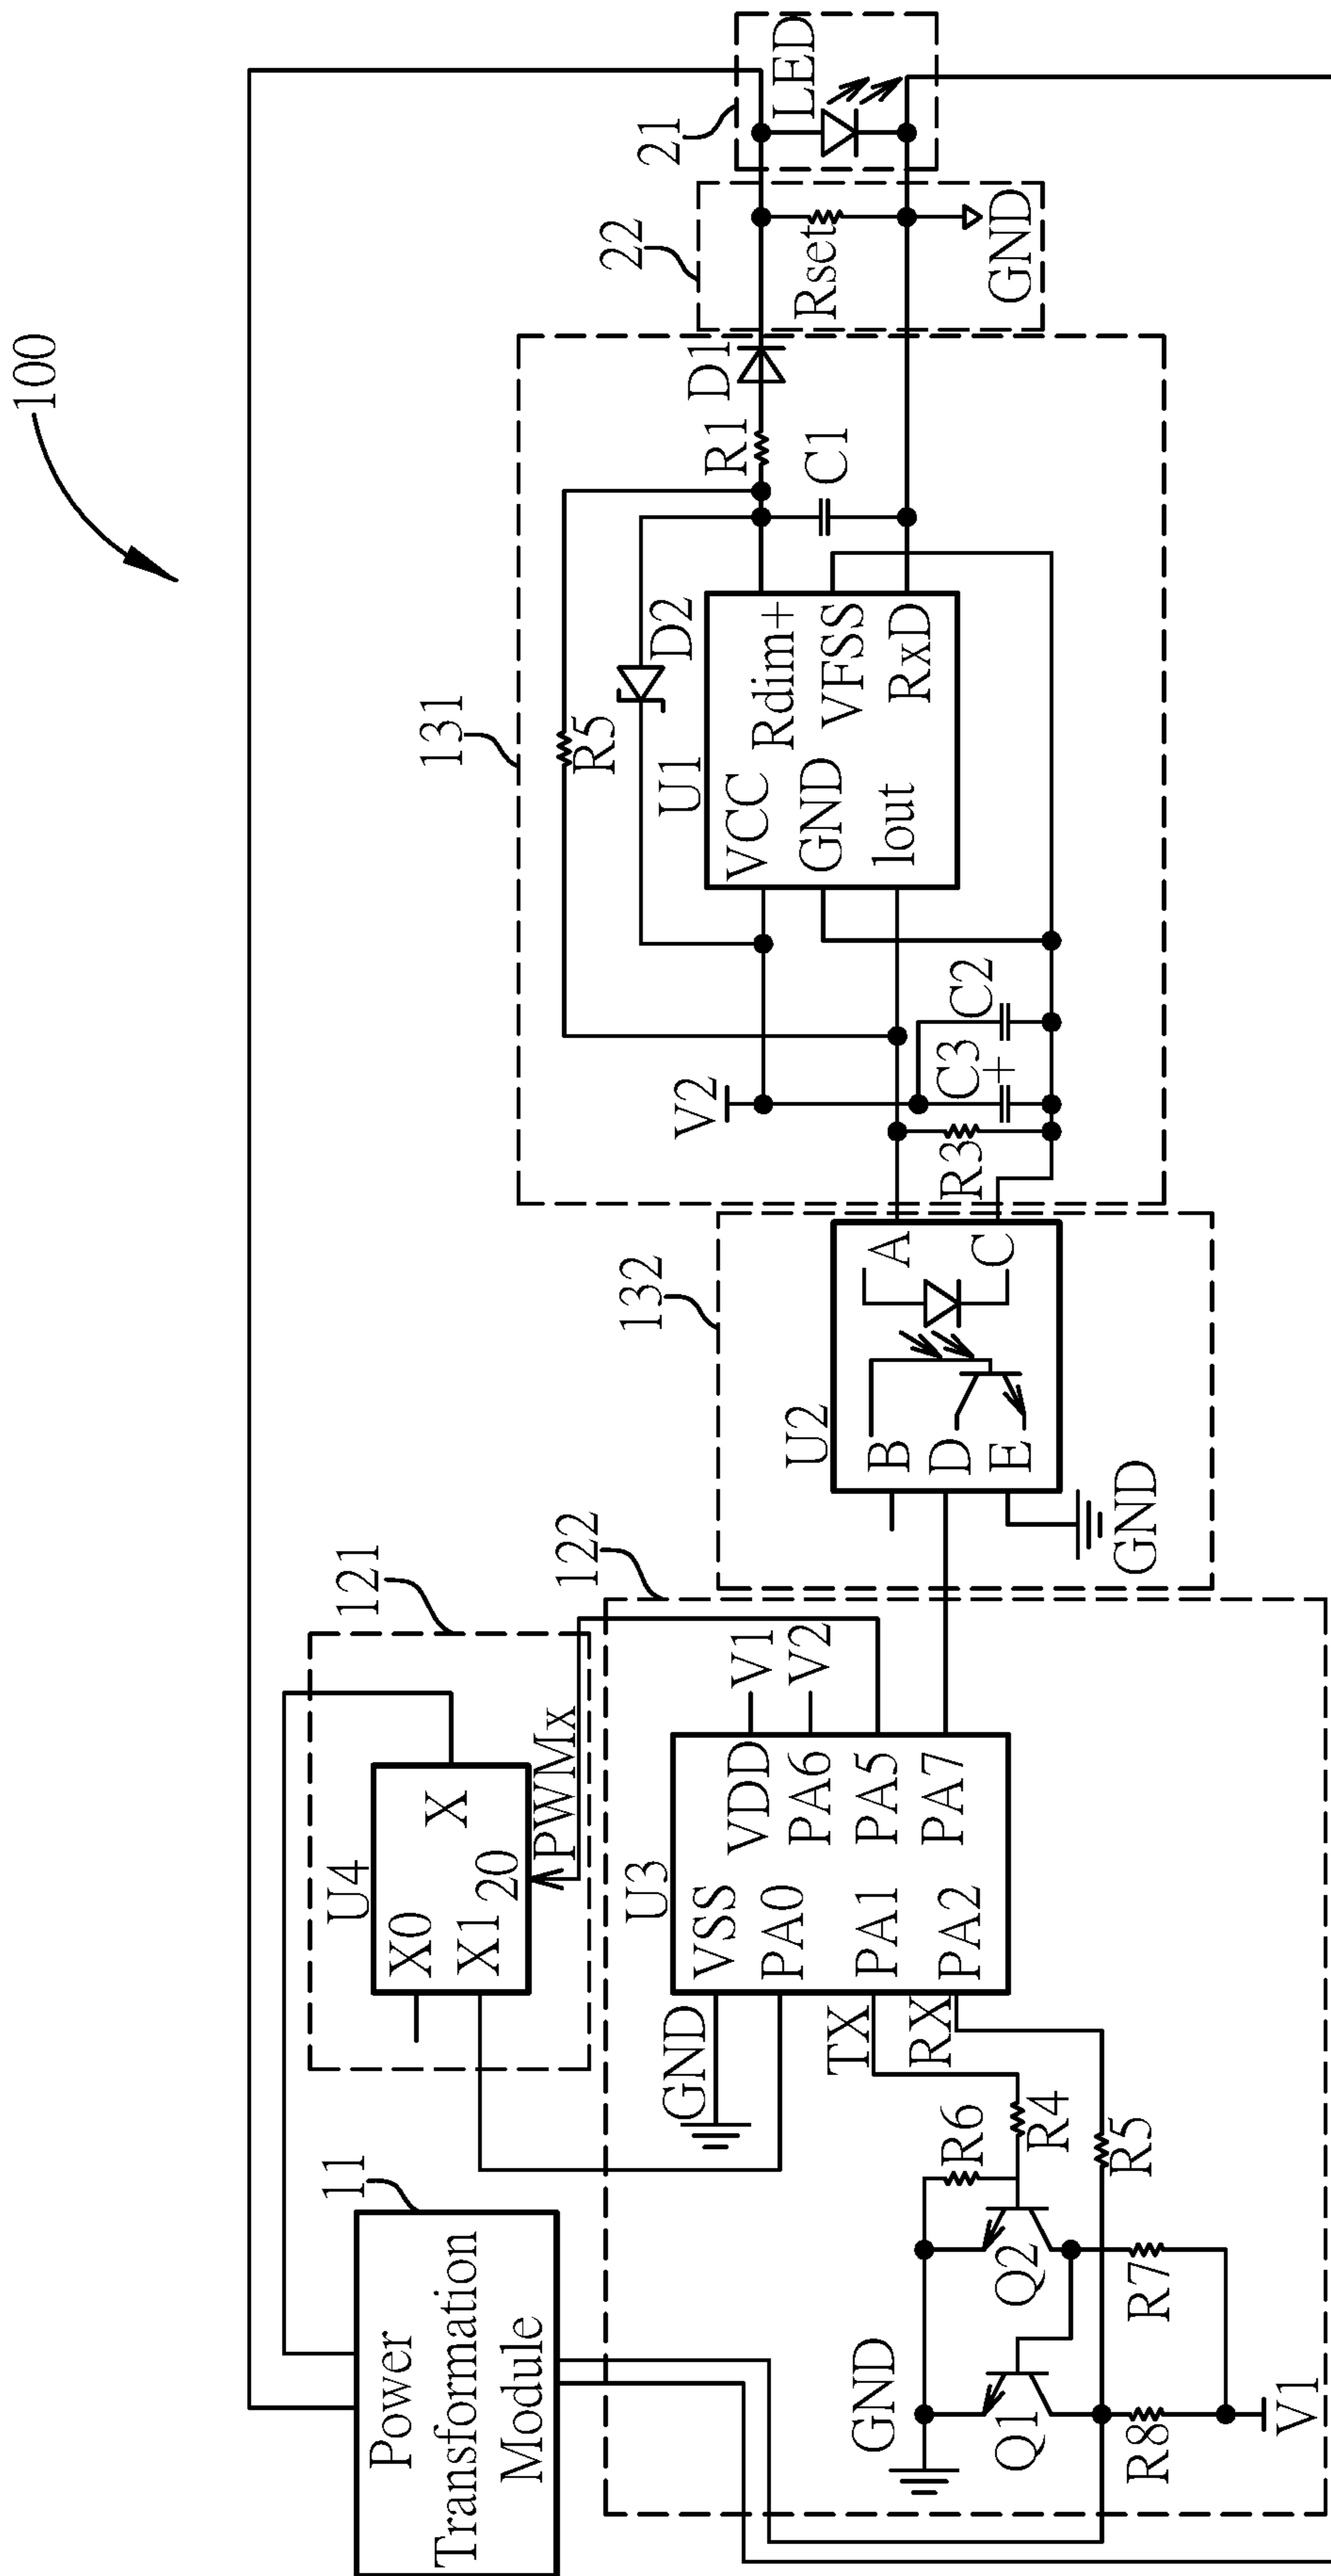 100
11
Power
Transformation
Module
121
U4
X0
X1
X
20
PWMx
122
U3
VSS
PA0
PA1
PA2
VDD
PA6
PA5
PA7
GND
TX
RX
V1
V2
R6
R4
R5
Q2
Q1
R7
R8
GND
V1
132
U2
B
D
E
A
C
GND
131
V2
R5
D2
U1
VCC
GND
Iout
Rdim+
VFSS
RxD
R3
C3
+
C2
C1
R1
D1
22
Rset
GND
21
LED